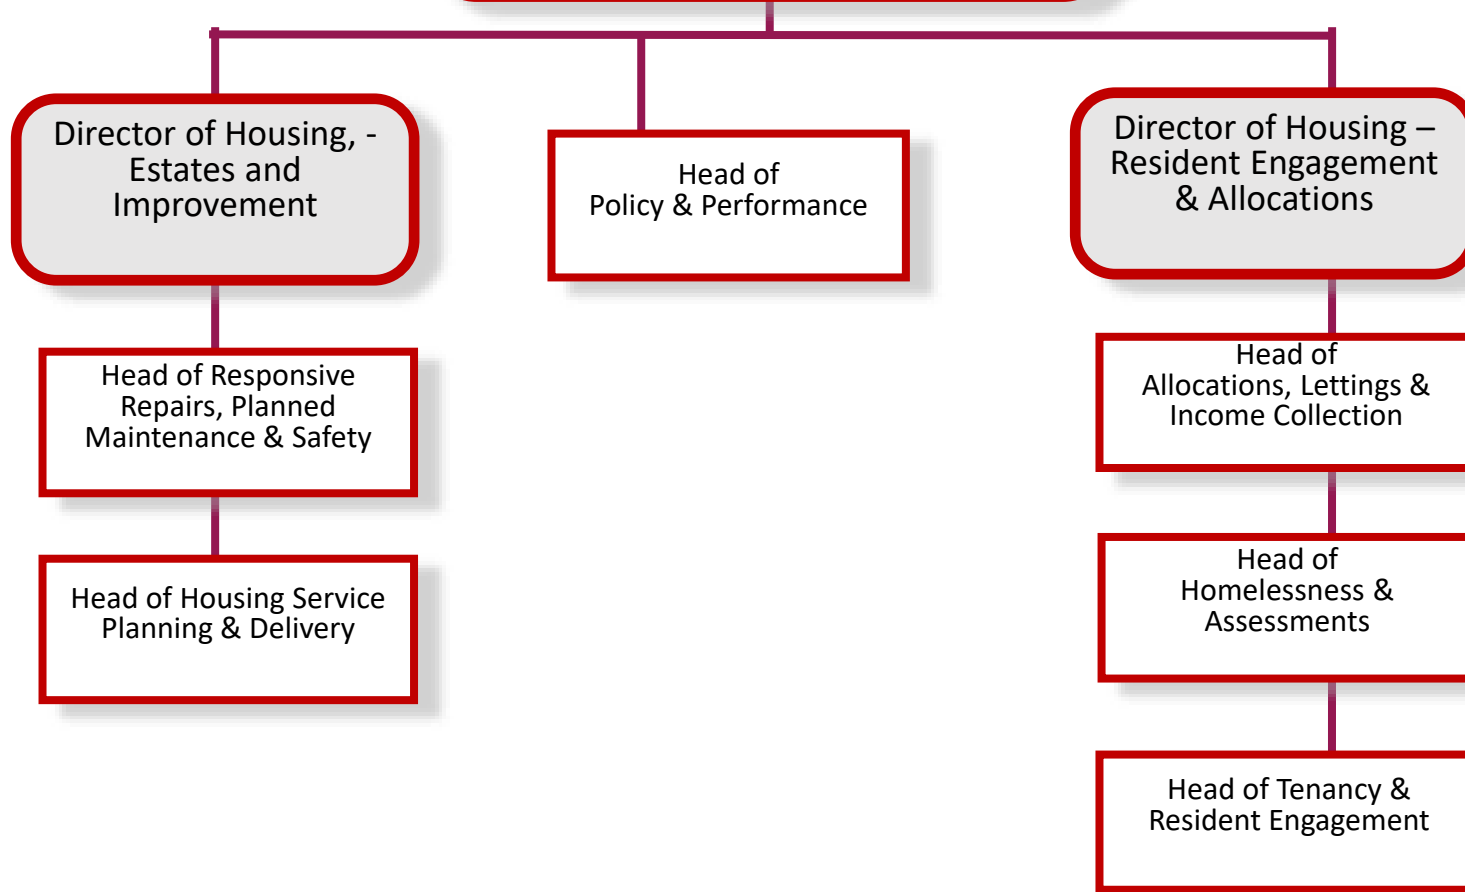 Director of Housing, -
Estates and
Improvement
Head of
Policy & Performance
Director of Housing –
Resident Engagement
& Allocations
Head of Responsive
Repairs, Planned
Maintenance & Safety
Head of
Allocations, Lettings &
Income Collection
Head of Housing Service
Planning & Delivery
Head of
Homelessness &
Assessments
Head of Tenancy &
Resident Engagement